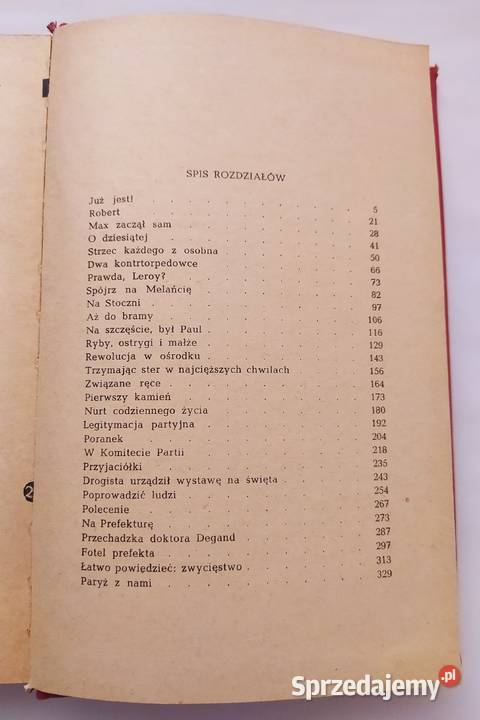 SPIS ROZDZIAŁÓW
Już jest! . . . . . . . . 5
Robert . . . . . . . . 21
Max zaczął sam . . . . . . . 28
O dziesiątej . . . . . . . 41
Strzec każdego z osobna . . . . . 50
Dwa kontrtorpedowce . . . . . . 66
Prawda, Leroy? . . . . . . . 73
Spójrz na Melańcię . . . . . . 82
Na Stoczni . . . . . . . . 97
Aż do bramy . . . . . . . 106
Na szczęście, był Paul . . . . . . 116
Ryby, ostrygi i małże . . . . . . 129
Rewolucja w ośrodku . . . . . . 143
Trzymając ster w najcięższych chwilach . . . 156
Związane ręce . . . . . . . 164
Pierwszy kamień . . . . . . . 173
Nurt codziennego życia . . . . . . 180
Legitymacja partyjna . . . . . . 192
Poranek . . . . . . . . 204
W Komitecie Partii . . . . . . 218
Przyjaciółki . . . . . . . 235
Drogista urządził wystawę na święta . . . . 243
Poprowadzić ludzi . . . . . . 254
Polecenie . . . . . . . . 267
Na Prefekturę . . . . . . . 273
Przechadzka doktora Degand . . . . . 287
Fotel prefekta . . . . . . . 297
Łatwo powiedzieć: zwycięstwo . . . . . 313
Paryż z nami . . . . . . . 329
2
Sprzedajemy.pl